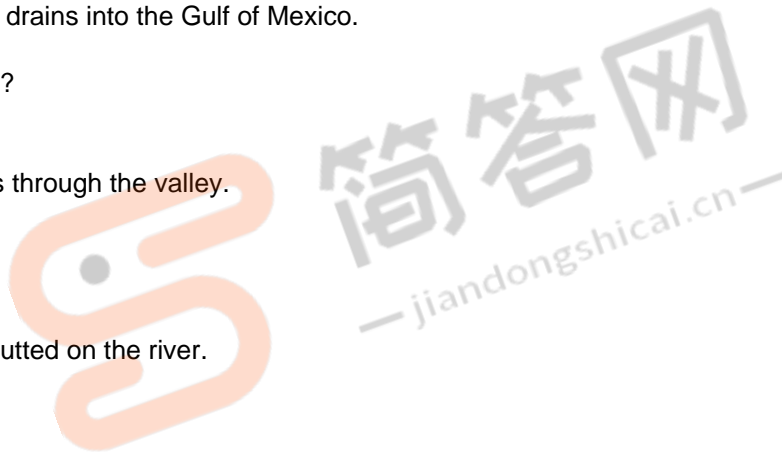 drains into the Gulf of Mexico.
?
s through the valley.
utted on the river.
简答网
jiandongshicai.cn